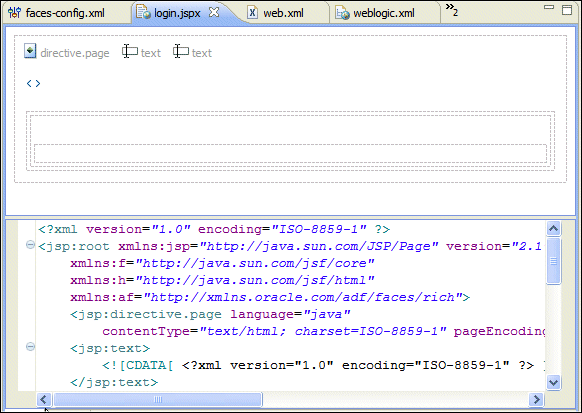 faces-config.xml login.jspx web.xml weblogic.xml »2
directive.page text text
<>
<?xml version="1.0" encoding="ISO-8859-1" ?>
<jsp:root xmlns:jsp="http://java.sun.com/JSP/Page" version="2.1
xmlns:f="http://java.sun.com/jsf/core"
xmlns:h="http://java.sun.com/jsf/html"
xmlns:af="http://xmlns.oracle.com/adf/faces/rich">
<jsp:directive.page language="java"
contentType="text/html; charset=ISO-8859-1" pageEncoding
<jsp:text>
<![CDATA[ <?xml version="1.0" encoding="ISO-8859-1" ?> ]
</jsp:text>